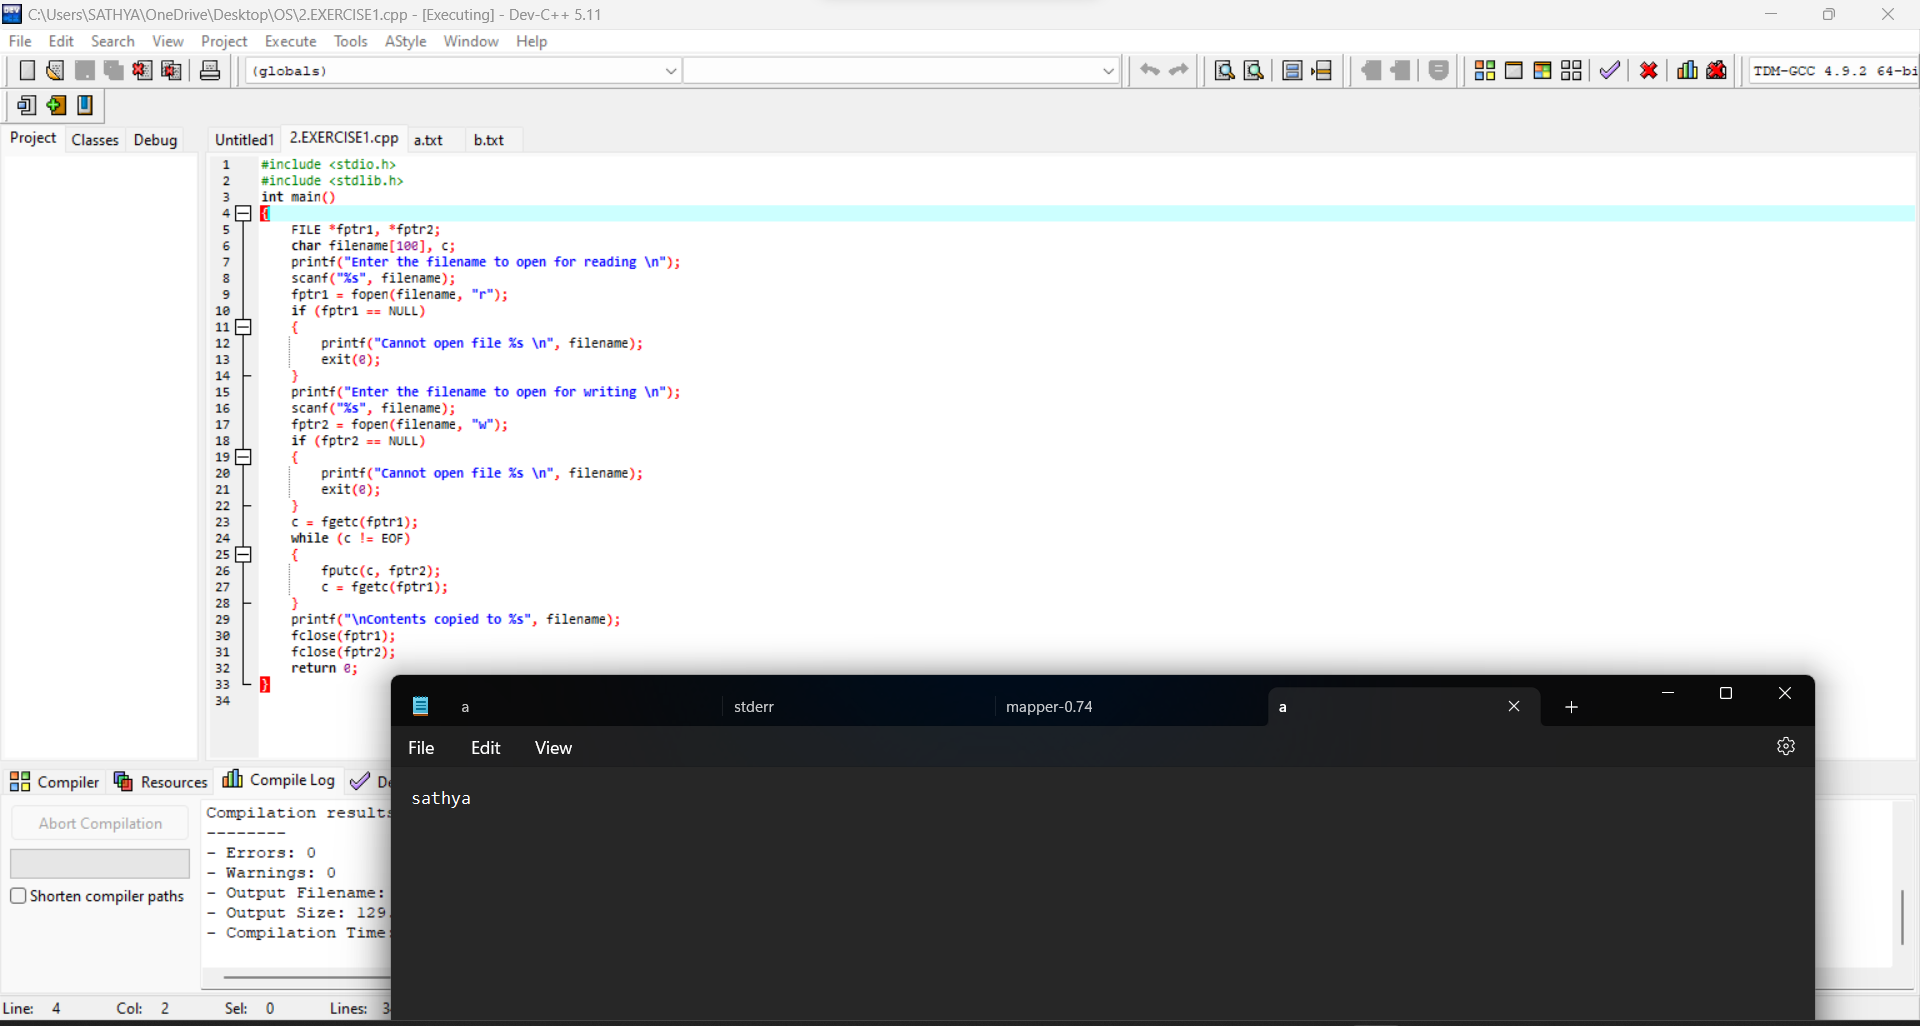 C:\Users\SATHYA\OneDrive\Desktop\OS\2.EXERCISE1.cpp - [Executing] - Dev-C++ 5.11
File Edit Search View Project Execute Tools AStyle Window Help
(globals)
TDM-GCC 4.9.2 64-bi
Project Classes Debug
Untitled1 2.EXERCISE1.cpp a.txt b.txt
1 #include <stdio.h>
2 #include <stdlib.h>
3 int main()
4 {
5 FILE *fptr1, *fptr2;
6 char filename[100], c;
7 printf("Enter the filename to open for reading \n");
8 scanf("%s", filename);
9 fptr1 = fopen(filename, "r");
10 if (fptr1 == NULL)
11 {
12 printf("Cannot open file %s \n", filename);
13 exit(0);
14 }
15 printf("Enter the filename to open for writing \n");
16 scanf("%s", filename);
17 fptr2 = fopen(filename, "w");
18 if (fptr2 == NULL)
19 {
20 printf("Cannot open file %s \n", filename);
21 exit(0);
22 }
23 c = fgetc(fptr1);
24 while (c != EOF)
25 {
26 fputc(c, fptr2);
27 c = fgetc(fptr1);
28 }
29 printf("\nContents copied to %s", filename);
30 fclose(fptr1);
31 fclose(fptr2);
32 return 0;
33 }
34
a stderr mapper-0.74 a
File Edit View
sathya
Compiler Resources Compile Log De
Abort Compilation
Shorten compiler paths
Compilation results
--------
- Errors: 0
- Warnings: 0
- Output Filename:
- Output Size: 129.
- Compilation Time:
Line: 4 Col: 2 Sel: 0 Lines: 3